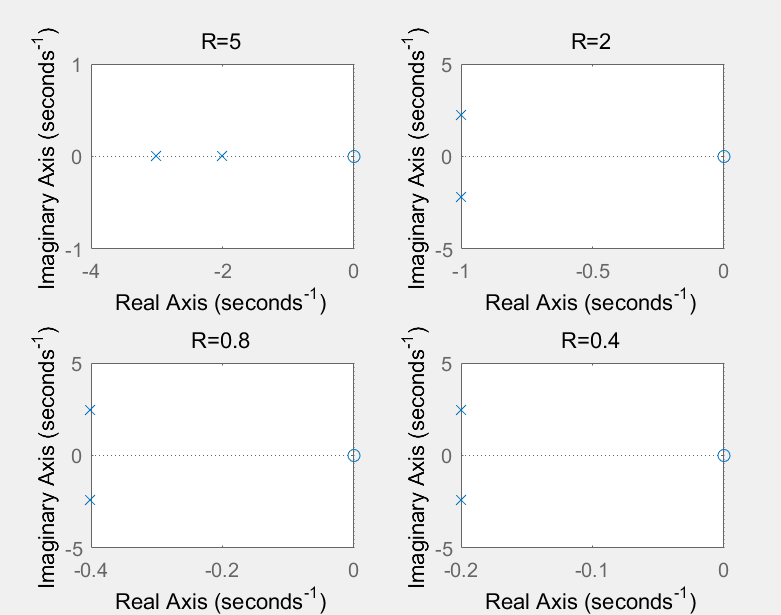 R=5
Imaginary Axis (seconds⁻¹)
1
0
-1
-4 -2 0
Real Axis (seconds⁻¹)
R=2
Imaginary Axis (seconds⁻¹)
5
0
-5
-1 -0.5 0
Real Axis (seconds⁻¹)
R=0.8
Imaginary Axis (seconds⁻¹)
5
0
-5
-0.4 -0.2 0
Real Axis (seconds⁻¹)
R=0.4
Imaginary Axis (seconds⁻¹)
5
0
-5
-0.2 -0.1 0
Real Axis (seconds⁻¹)